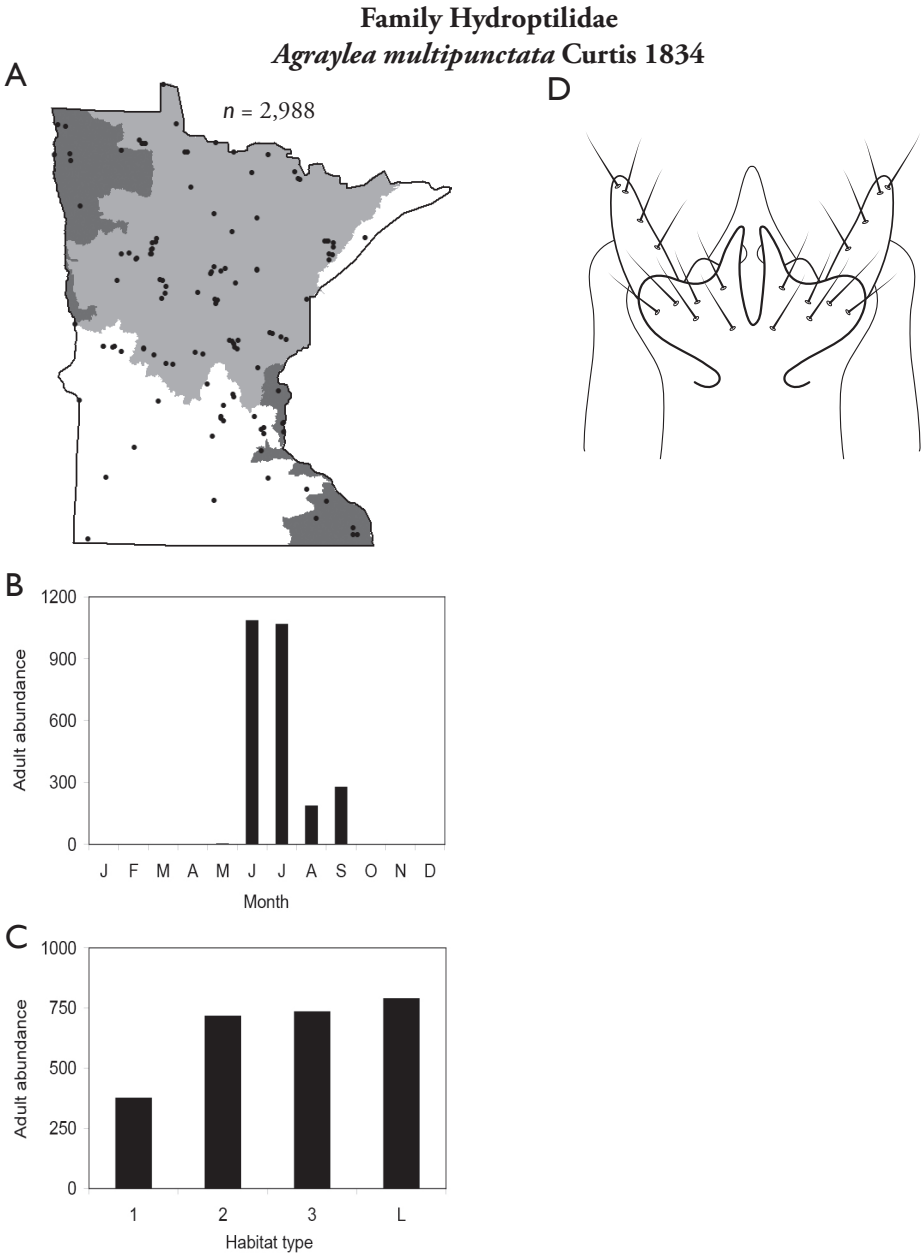 Family Hydroptilidae
Agraylea multipunctata Curtis 1834
A
n = 2,988
D
B
1200
900
600
300
0
Adult abundance
J F M A M J J A S O N D
Month
C
1000
750
500
250
0
Adult abundance
1 2 3 L
Habitat type